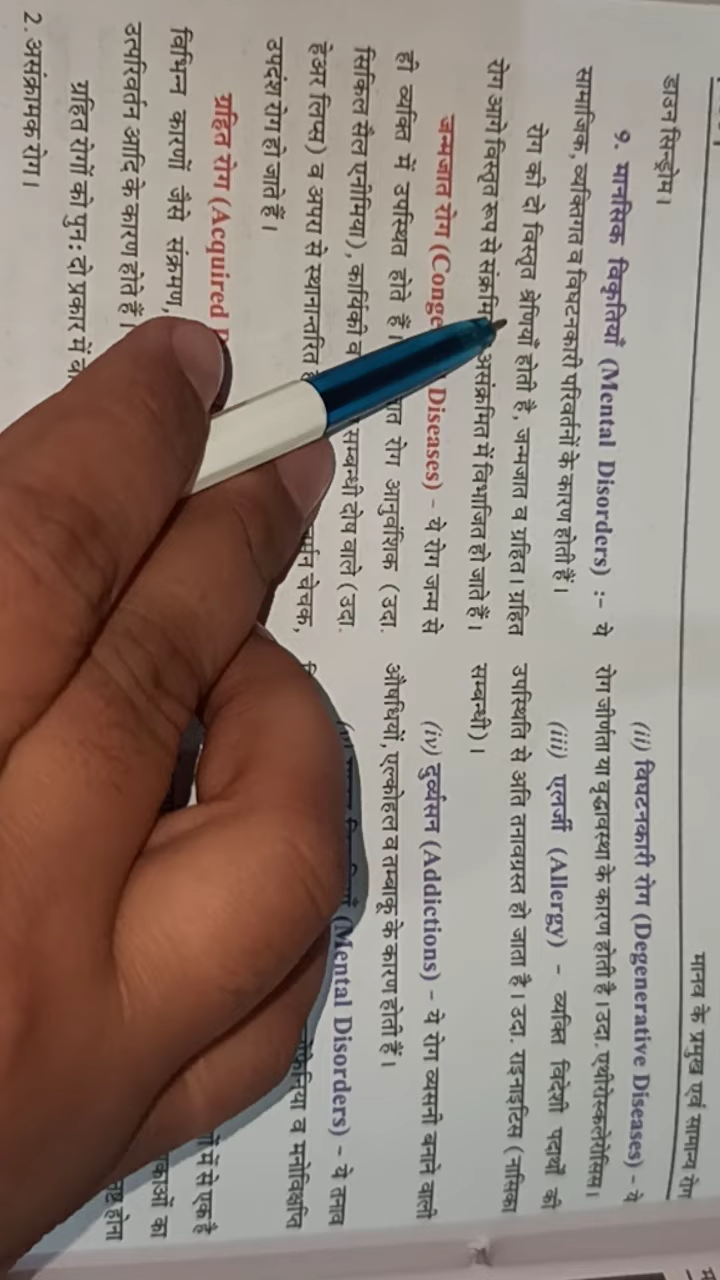 मानव के प्रमुख एवं सामान्य रोग
डाउन सिन्ड्रोम।
9. मानसिक विकृतियाँ (Mental Disorders) :- ये
सामाजिक, व्यक्तिगत व विघटनकारी परिवर्तनों के कारण होती हैं।
रोग की दो विस्तृत श्रेणियाँ होती है, जन्मजात व ग्रहित। ग्रहित
रोग आगे विस्तृत रूप से असंक्रमित में विभाजित हो जाते हैं।
जन्मजात रोग Diseases) - ये रोग जन्म से
ही व्यक्ति में उपस्थित होते हैं। रोग आनुवंशिक (उदा.
सिकिल सैल एनीमिया), कार्यिकी व सम्बन्धी दोष वाले (उदा.
हेअर लिप्स) व अपरा से स्थानान्तरित चेचक,
उपदंश रोग हो जाते हैं।
ग्रहित रोग (Acquired
विभिन्न कारणों जैसे संक्रमण,
उत्परिवर्तन आदि के कारण होते हैं।
ग्रहित रोगों को पुन: दो प्रकार में
2. असंक्रामक रोग।
(ii) विघटनकारी रोग (Degenerative Diseases) - ये
रोग जीर्णता या वृद्धावस्था के कारण होती है। उदा. एथीरोस्कलेरोसिस।
(iii) एलर्जी (Allergy) - व्यक्ति विदेशी पदार्थों की
उपस्थिति से अति तनावग्रस्त हो जाता है। उदा. राइनाइटिस (नासिका
सम्बन्धी)।
(iv) दुर्व्यसन (Addictions) - ये रोग व्यसनी बनाने वाली
औषधियों, एल्कोहल व तम्बाकू के कारण होती हैं।
(Mental Disorders) - ये तनाव
व मनोविक्षप्ति
में से एक है
का
होना